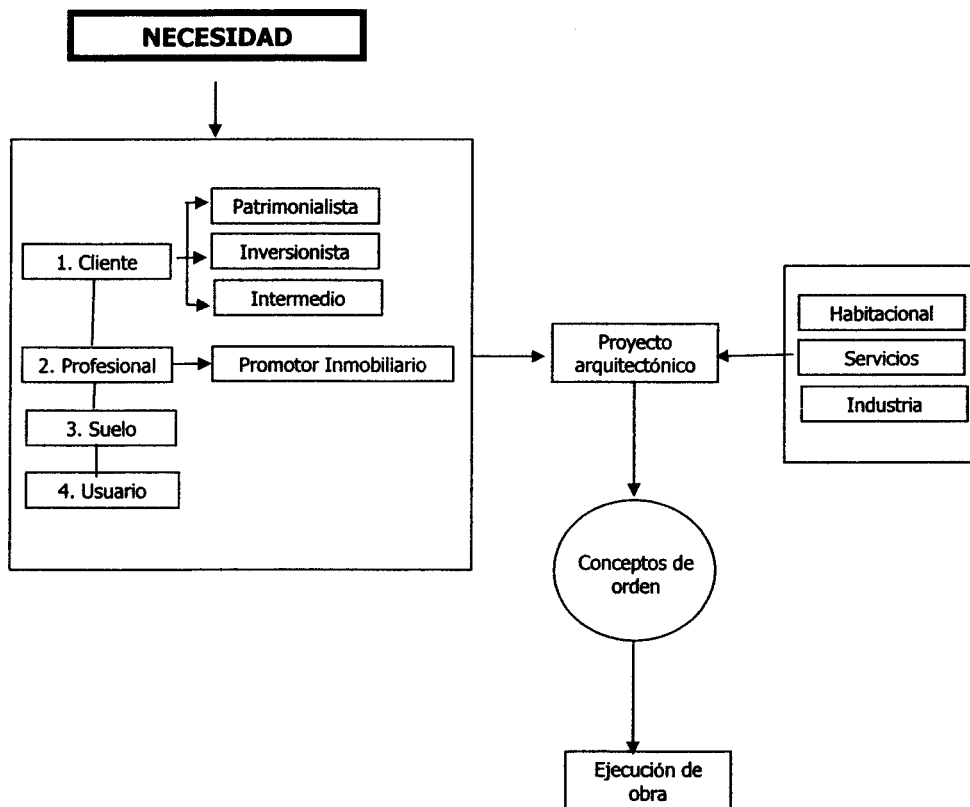 NECESIDAD
Patrimonialista
1. Cliente
Inversionista
Intermedio
2. Profesional
Promotor Inmobiliario
3. Suelo
4. Usuario
Proyecto
arquitectónico
Habitacional
Servicios
Industria
Conceptos de
orden
Ejecución de
obra